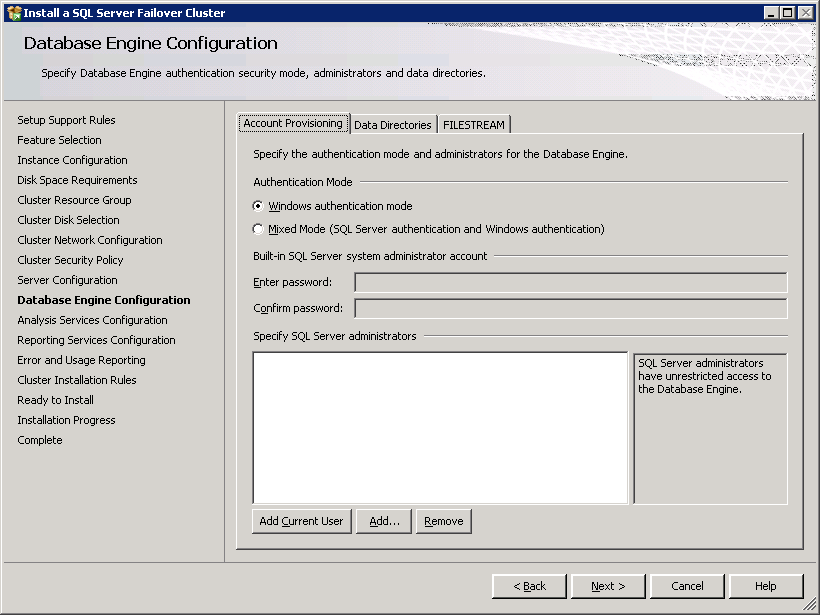 Install a SQL Server Failover Cluster
Database Engine Configuration
Specify Database Engine authentication security mode, administrators and data directories.
Setup Support Rules
Feature Selection
Instance Configuration
Disk Space Requirements
Cluster Resource Group
Cluster Disk Selection
Cluster Network Configuration
Cluster Security Policy
Server Configuration
Database Engine Configuration
Analysis Services Configuration
Reporting Services Configuration
Error and Usage Reporting
Cluster Installation Rules
Ready to Install
Installation Progress
Complete
Account Provisioning
Data Directories
FILESTREAM
Specify the authentication mode and administrators for the Database Engine.
Authentication Mode
Windows authentication mode
Mixed Mode (SQL Server authentication and Windows authentication)
Built-in SQL Server system administrator account
Enter password:
Confirm password:
Specify SQL Server administrators
SQL Server administrators
have unrestricted access to
the Database Engine.
Add Current User
Add...
Remove
< Back
Next >
Cancel
Help